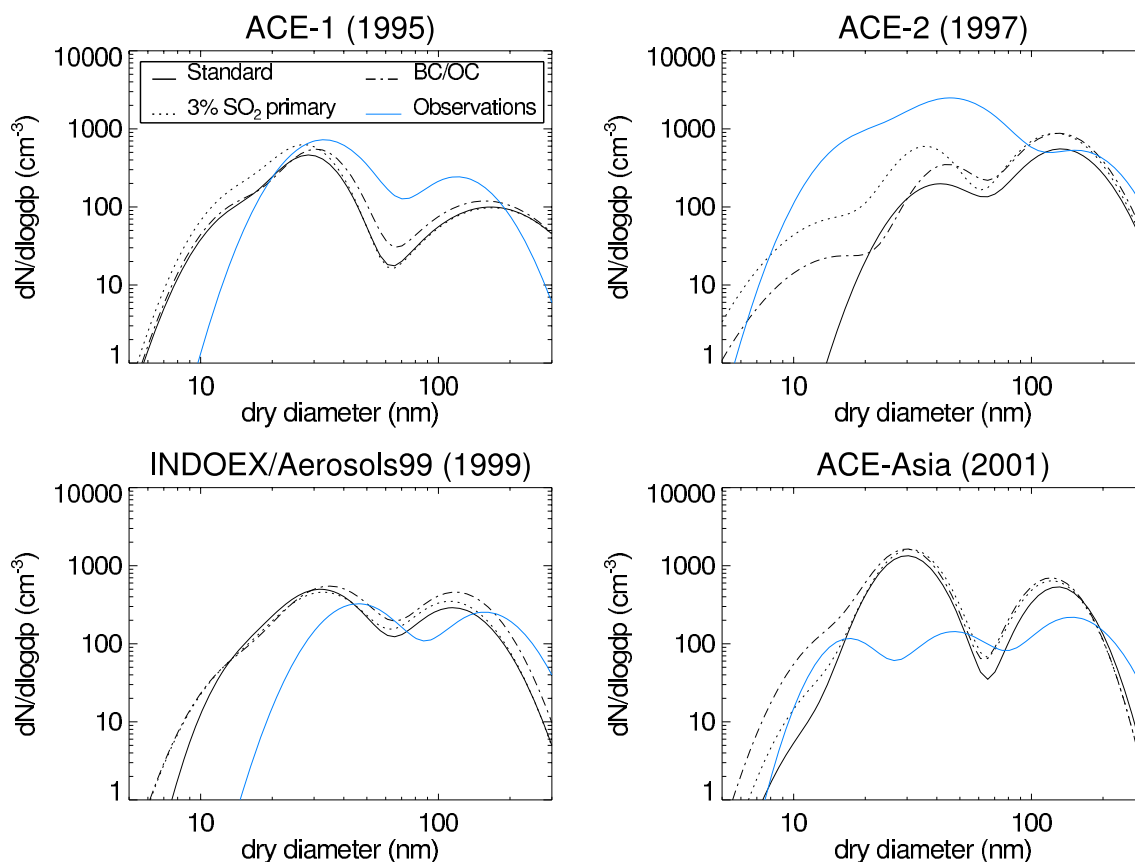 ACE-1 (1995)
10000
1000
100
10
1
dN/dlogdp (cm-3)
Standard
BC/OC
3% SO2 primary
Observations
10
100
dry diameter (nm)
ACE-2 (1997)
10000
1000
100
10
1
dN/dlogdp (cm-3)
10
100
dry diameter (nm)
INDOEX/Aerosols99 (1999)
10000
1000
100
10
1
dN/dlogdp (cm-3)
10
100
dry diameter (nm)
ACE-Asia (2001)
10000
1000
100
10
1
dN/dlogdp (cm-3)
10
100
dry diameter (nm)